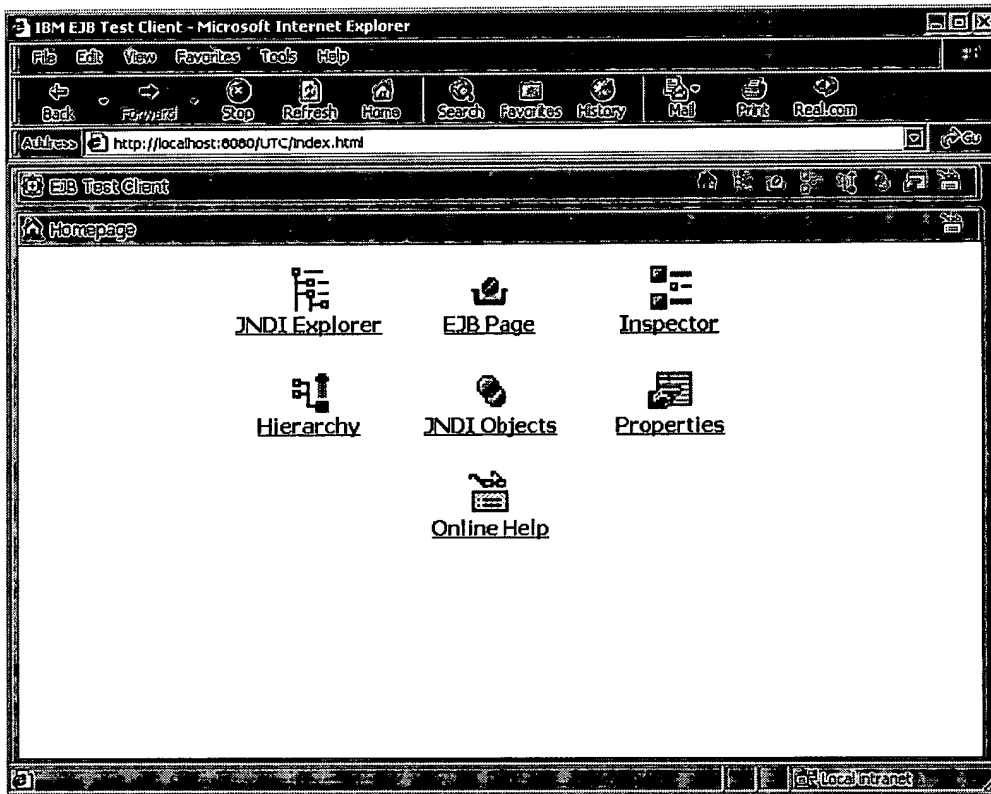 IBM EJB Test Client - Microsoft Internet Explorer
File Edit View Favorites Tools Help
Back Forward Stop Refresh Home Search Favorites History Mail Print Real.com
Address http://localhost:8080/UTC/index.html Go
EJB Test Client
Homepage
JNDI Explorer EJB Page Inspector
Hierarchy JNDI Objects Properties
Online Help
Local intranet